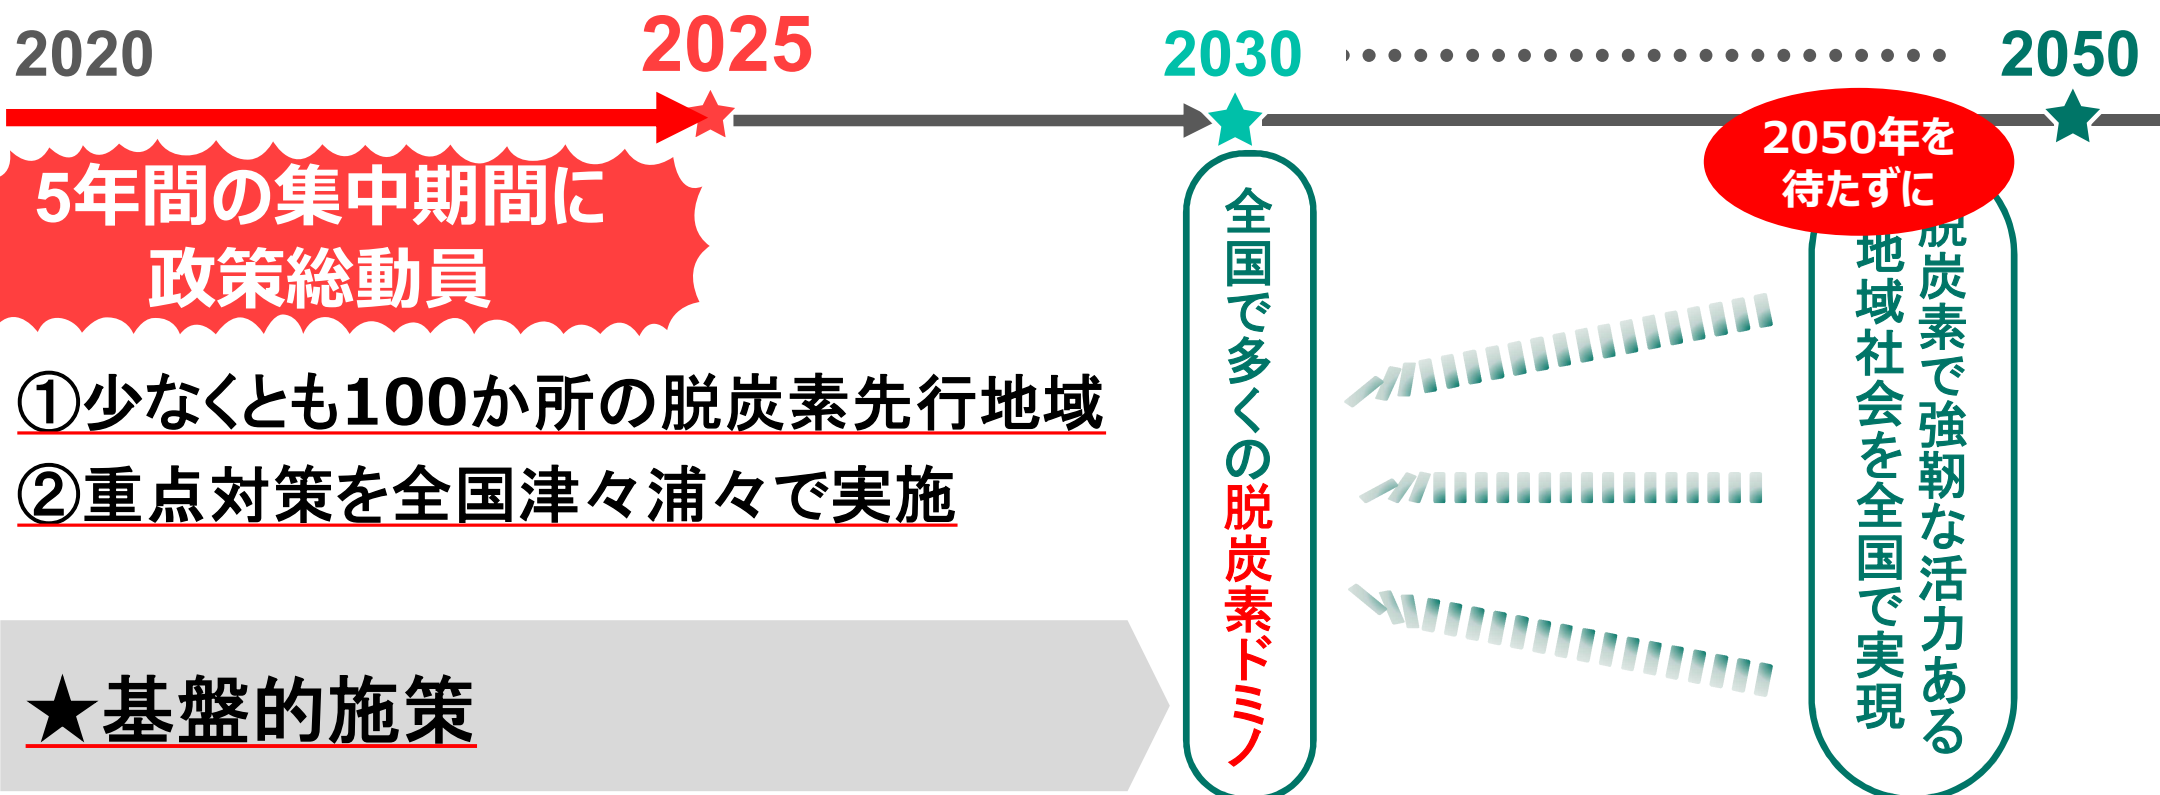 2020
2025
2030
2050
5年間の集中期間に
政策総動員
①少なくとも100か所の脱炭素先行地域
②重点対策を全国津々浦々で実施
★基盤的施策
全国で多くの脱炭素ドミノ
2050年を
待たずに
脱炭素で強靭な活力ある
地域社会を全国で実現